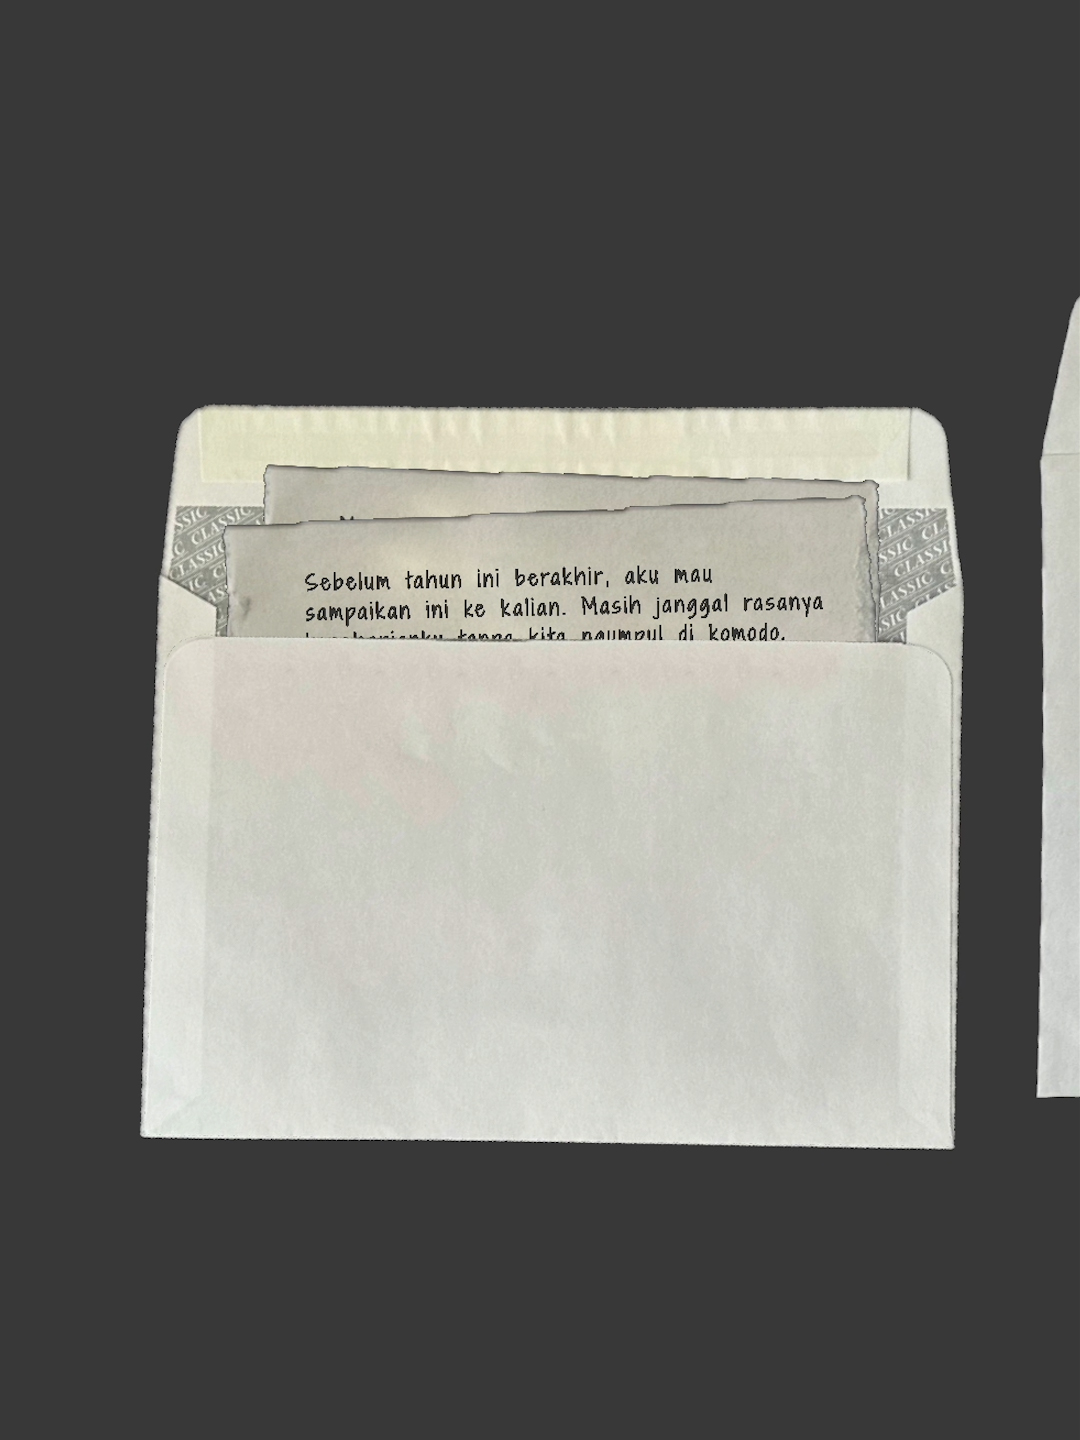 CLASSIC CLASSIC
CLASSIC CLASSIC
M
Sebelum tahun ini berakhir, aku mau
sampaikan ini ke kalian. Masih janggal rasanya
tanpa kita ngumpul di komodo.